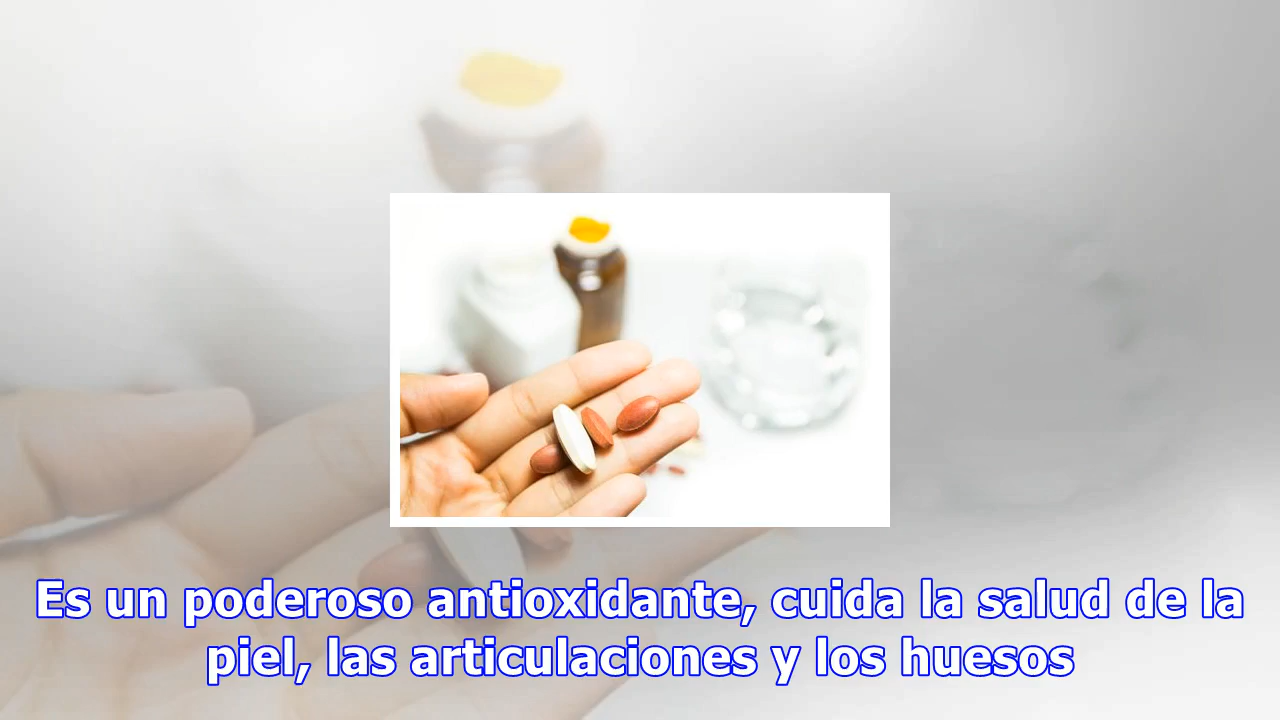 Es un poderoso antioxidante, cuida la salud de la
piel, las articulaciones y los huesos